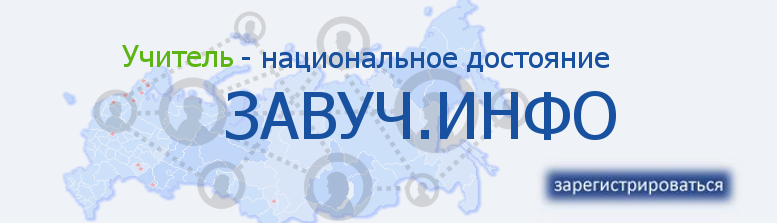 Учитель - национальное достояние
ЗАВУЧ.ИНФО
зарегистрироваться